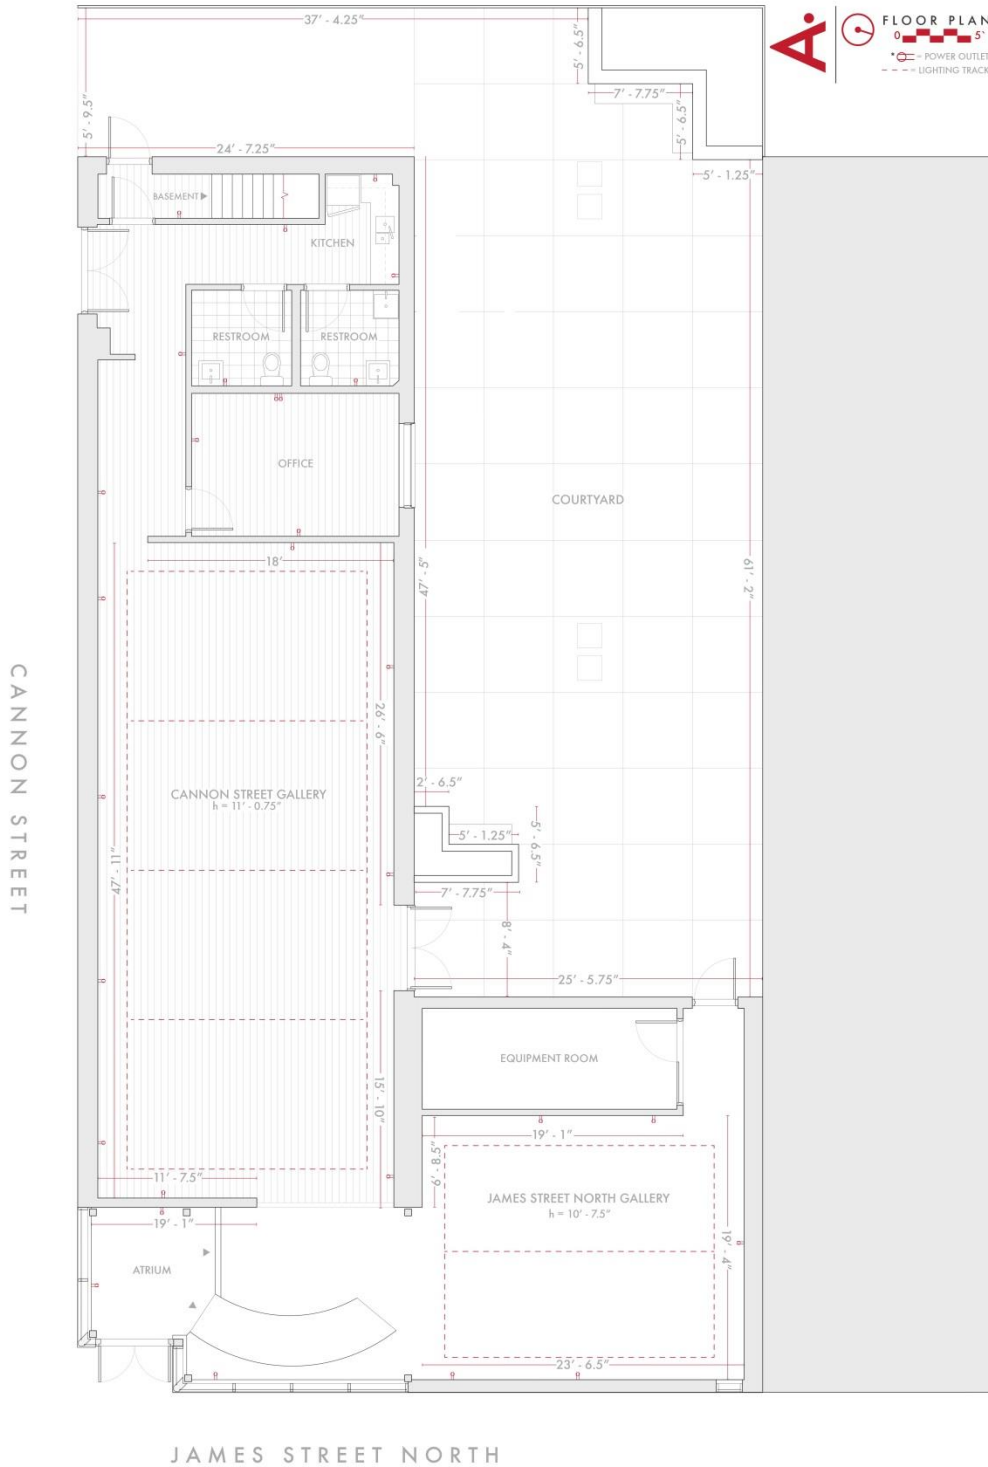 FLOOR PLAN
0 5'
* = POWER OUTLET
= LIGHTING TRACK
37' - 4.25"
5' - 6.5"
5' - 9.5"
7' - 7.75"
5' - 6.5"
24' - 7.25"
5' - 1.25"
BASEMENT
KITCHEN
RESTROOM
RESTROOM
OFFICE
COURTYARD
18'
47' - 5"
61' - 2"
CANNON STREET
26' - 6"
2' - 6.5"
CANNON STREET GALLERY
h = 11' - 0.75"
5' - 1.25"
5' - 6.5"
47' - 11"
7' - 7.75"
8' - 4"
25' - 5.75"
EQUIPMENT ROOM
15' - 10"
19' - 1"
6' - 8.5"
11' - 7.5"
JAMES STREET NORTH GALLERY
h = 10' - 7.5"
19' - 1"
19' - 4"
ATRIUM
23' - 6.5"
JAMES STREET NORTH